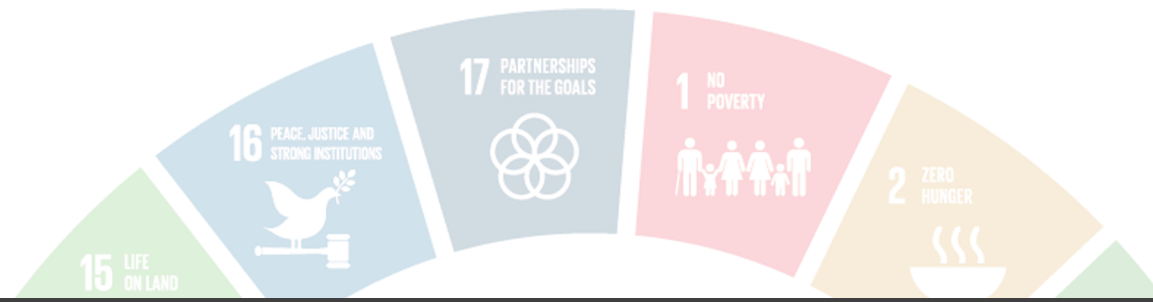 17 PARTNERSHIPS
FOR THE GOALS
1 NO
POVERTY
16 PEACE, JUSTICE AND
STRONG INSTITUTIONS
2 ZERO
HUNGER
15 LIFE
ON LAND